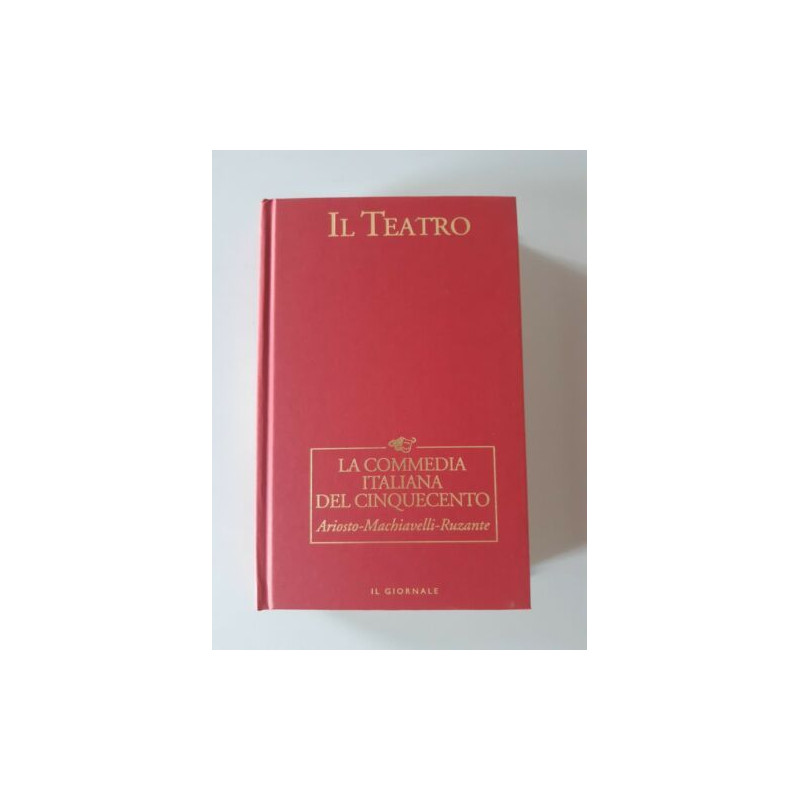 IL TEATRO
LA COMMEDIA
ITALIANA
DEL CINQUECENTO
Ariosto-Machiavelli-Ruzante
IL GIORNALE